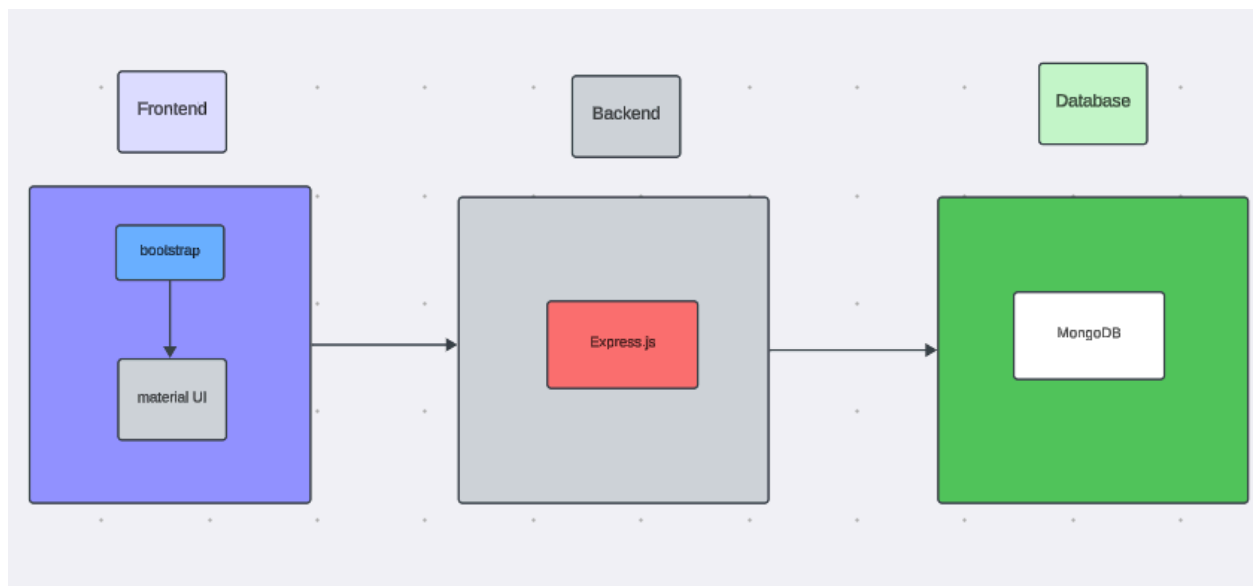 Frontend
Backend
Database
bootstrap
material UI
Express.js
MongoDB